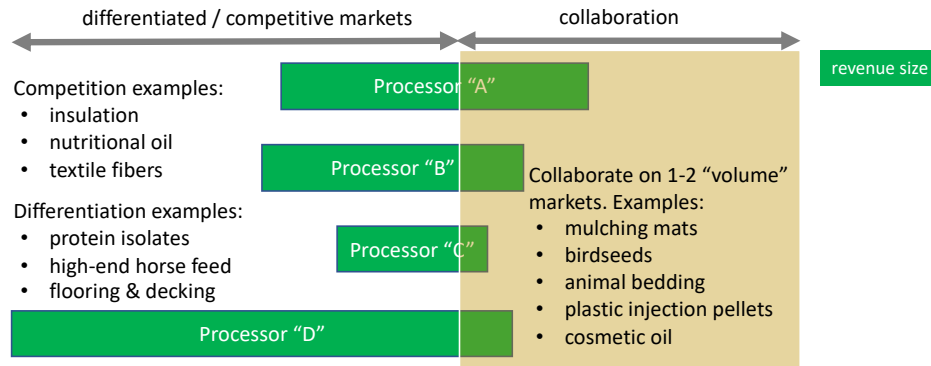 differentiated / competitive markets
collaboration
revenue size
Competition examples:
• insulation
• nutritional oil
• textile fibers
Differentiation examples:
• protein isolates
• high-end horse feed
• flooring & decking
Processor “A”
Processor “B”
Processor “C”
Processor “D”
Collaborate on 1-2 “volume”
markets. Examples:
• mulching mats
• birdseeds
• animal bedding
• plastic injection pellets
• cosmetic oil